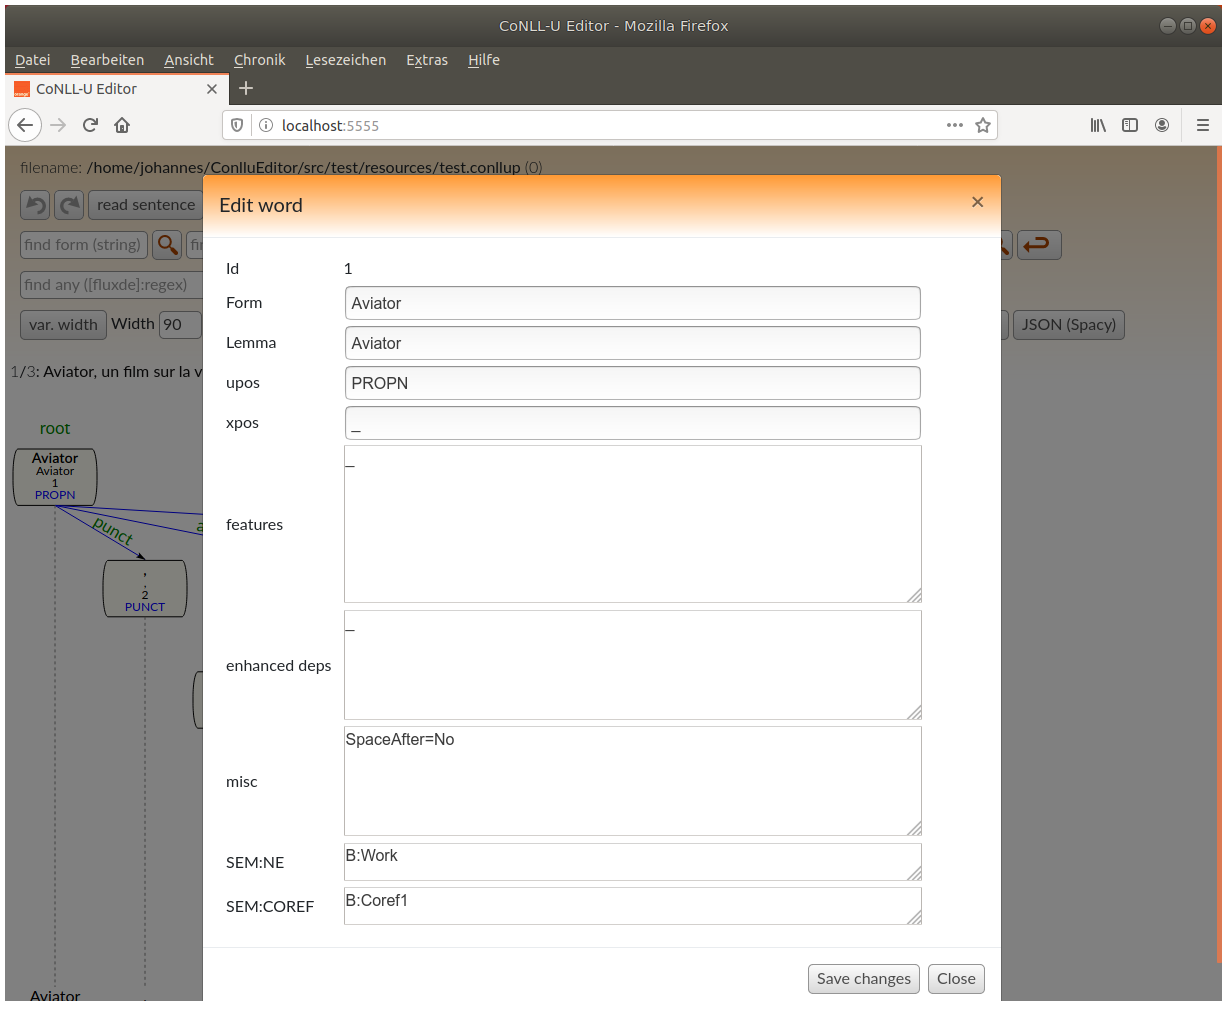 CoNLL-U Editor - Mozilla Firefox
Datei Bearbeiten Ansicht Chronik Lesezeichen Extras Hilfe
CoNLL-U Editor
localhost:5555
filename: /home/johannes/ConlluEditor/src/test/resources/test.conllup (0)
read sentence
find form (string)
find any ([fluxde]:regex)
var. width Width 90 JSON (Spacy)
1/3: Aviator, un film sur la v
root
Aviator
Aviator
1
PROPN
punct
,
,
2
PUNCT
Aviator
Edit word
Id 1
Form Aviator
Lemma Aviator
upos PROPN
xpos _
features _
enhanced deps _
misc SpaceAfter=No
SEM:NE B:Work
SEM:COREF B:Coref1
Save changes Close